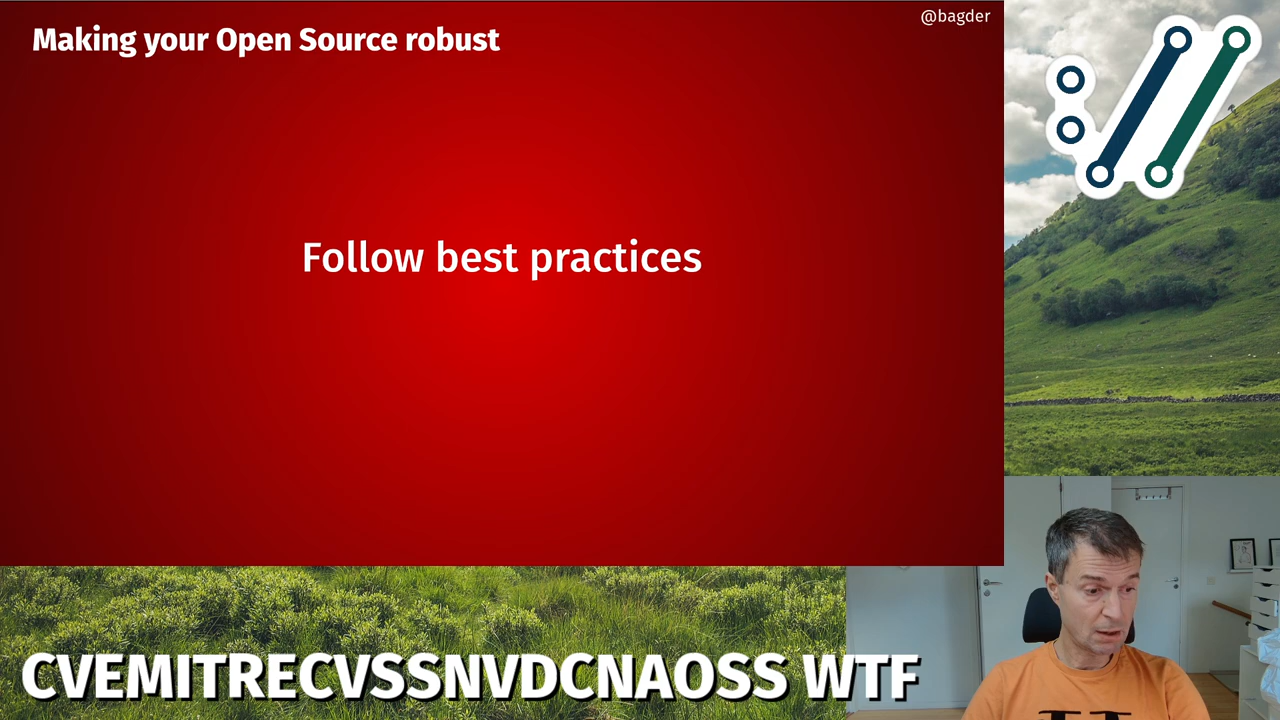 @bagder
Making your Open Source robust
Follow best practices
CVEMITRECVSSNVDCNAOSS WTF